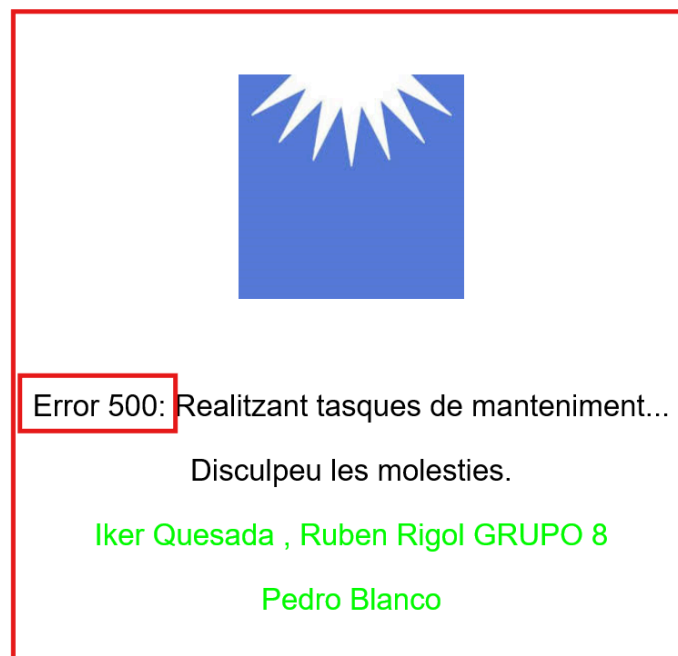 Error 500: Realitzant tasques de manteniment...
Disculpeu les molesties.
Iker Quesada , Ruben Rigol GRUPO 8
Pedro Blanco